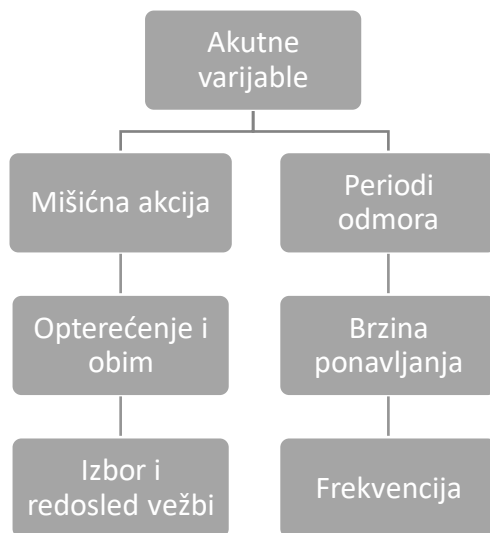 Akutne
varijable
Mišićna akcija
Periodi
odmora
Opterećenje i
obim
Brzina
ponavljanja
Izbor i
redosled vežbi
Frekvencija